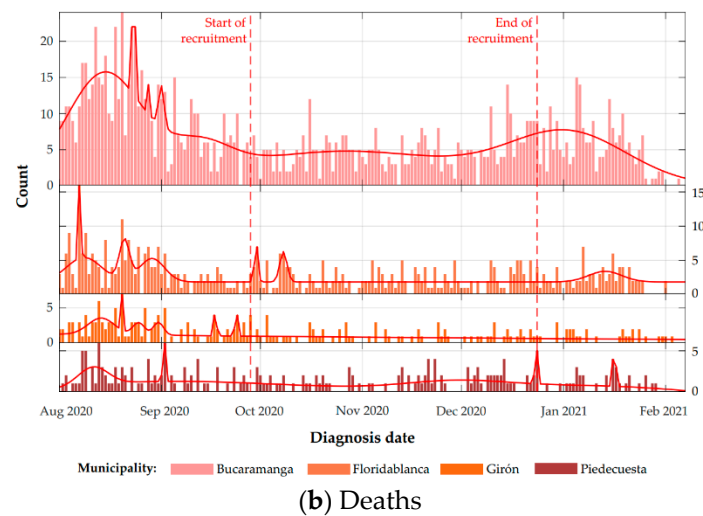 Start of
recruitment
End of
recruitment
20
15
10
5
0
15
10
5
0
5
0
5
0
Count
Aug 2020
Sep 2020
Oct 2020
Nov 2020
Dec 2020
Jan 2021
Feb 2021
Diagnosis date
Municipality:
Bucaramanga
Floridablanca
Girón
Piedecuesta
(b) Deaths